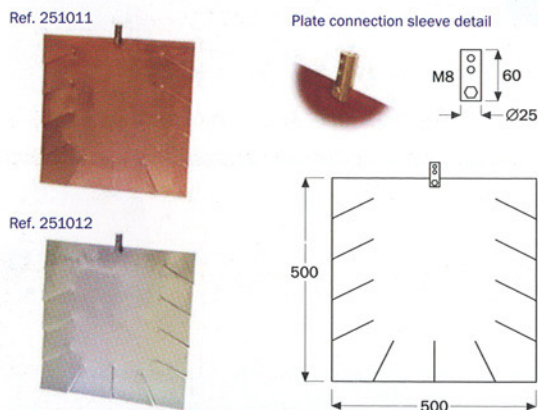 Ref. 251011
Plate connection sleeve detail
M8
60
Ø25
Ref. 251012
500
500